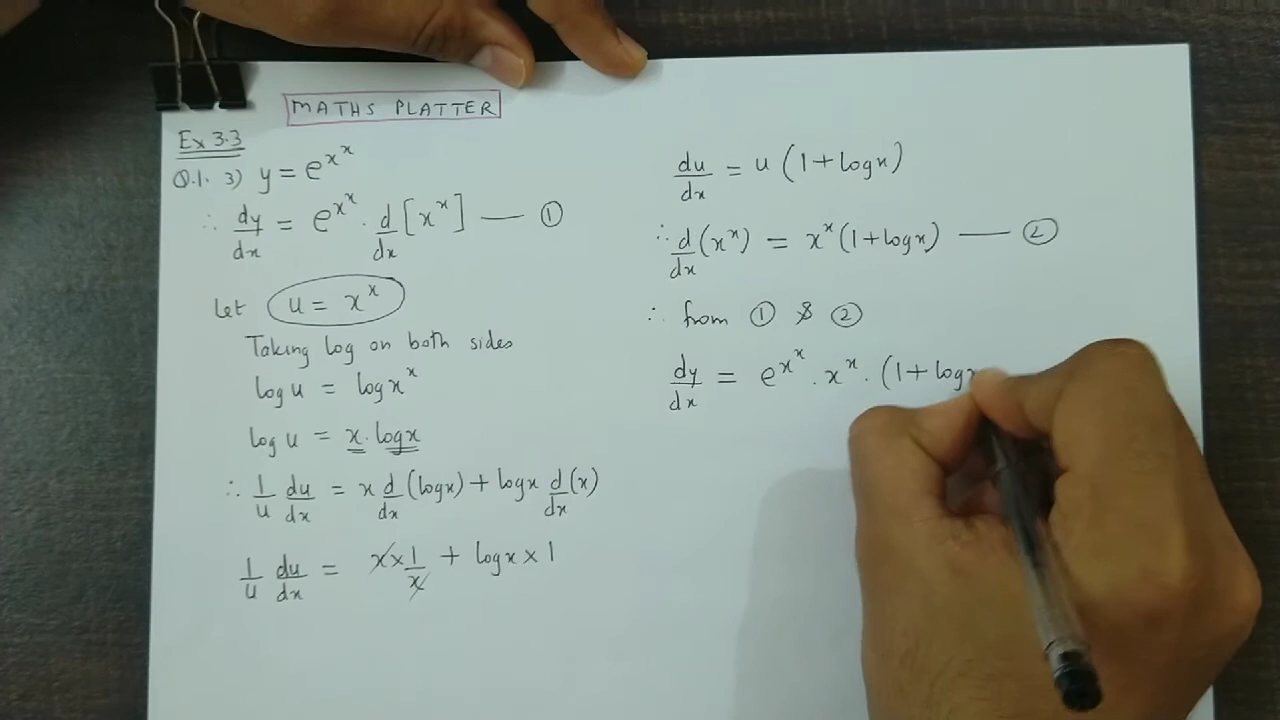 MATHS PLATTER
Ex 3.3
Q.1. 3) y = e^{x^x}
∴ dy/dx = e^{x^x} · d/dx [x^x] — ①
Let u = x^x
Taking log on both sides
log u = log x^x
log u = x · log x
∴ 1/u du/dx = x d/dx (log x) + log x d/dx (x)
1/u du/dx = x × 1/x + log x × 1
du/dx = u (1 + log x)
∴ d/dx (x^x) = x^x (1 + log x) — ②
∴ from ① & ②
dy/dx = e^{x^x} · x^x · (1 + log x